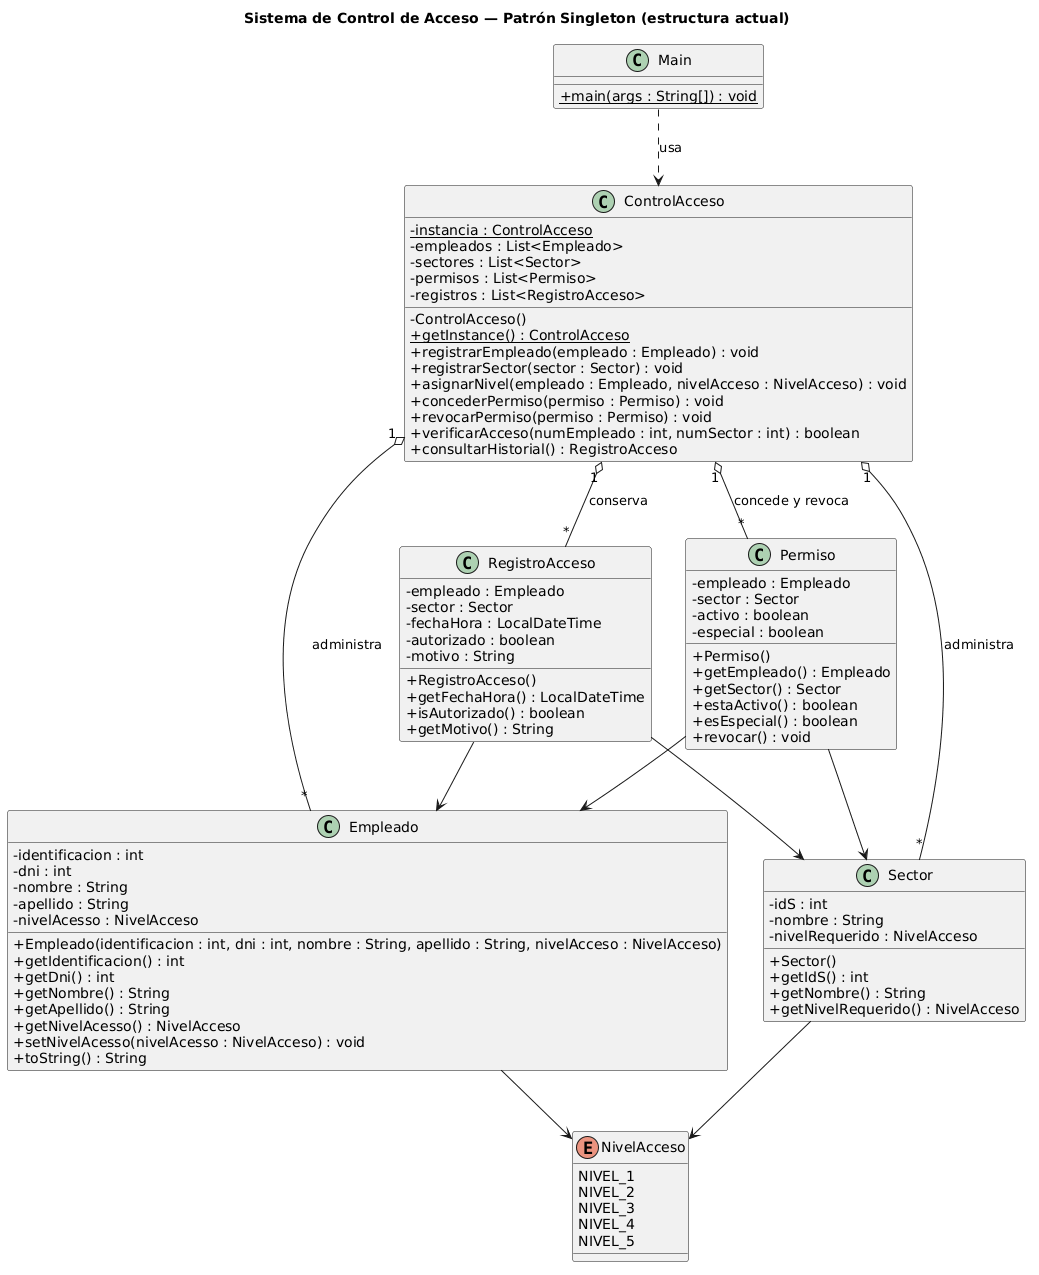 Sistema de Control de Acceso — Patrón Singleton (estructura actual)
C Main
+main(args : String[]) : void
usa
C ControlAcceso
-instancia : ControlAcceso
-empleados : List<Empleado>
-sectores : List<Sector>
-permisos : List<Permiso>
-registros : List<RegistroAcceso>
-ControlAcceso()
+getInstance() : ControlAcceso
+registrarEmpleado(empleado : Empleado) : void
+registrarSector(sector : Sector) : void
+asignarNivel(empleado : Empleado, nivelAcceso : NivelAcceso) : void
+concederPermiso(permiso : Permiso) : void
+revocarPermiso(permiso : Permiso) : void
+verificarAcceso(numEmpleado : int, numSector : int) : boolean
+consultarHistorial() : RegistroAcceso
1
1
1
1
conserva
concede y revoca
*
*
C RegistroAcceso
-empleado : Empleado
-sector : Sector
-fechaHora : LocalDateTime
-autorizado : boolean
-motivo : String
+RegistroAcceso()
+getFechaHora() : LocalDateTime
+isAutorizado() : boolean
+getMotivo() : String
C Permiso
-empleado : Empleado
-sector : Sector
-activo : boolean
-especial : boolean
+Permiso()
+getEmpleado() : Empleado
+getSector() : Sector
+estaActivo() : boolean
+esEspecial() : boolean
+revocar() : void
administra
administra
*
*
C Empleado
-identificacion : int
-dni : int
-nombre : String
-apellido : String
-nivelAcesso : NivelAcceso
+Empleado(identificacion : int, dni : int, nombre : String, apellido : String, nivelAcceso : NivelAcceso)
+getIdentificacion() : int
+getDni() : int
+getNombre() : String
+getApellido() : String
+getNivelAcesso() : NivelAcceso
+setNivelAcesso(nivelAcesso : NivelAcceso) : void
+toString() : String
C Sector
-idS : int
-nombre : String
-nivelRequerido : NivelAcceso
+Sector()
+getIdS() : int
+getNombre() : String
+getNivelRequerido() : NivelAcceso
E NivelAcceso
NIVEL_1
NIVEL_2
NIVEL_3
NIVEL_4
NIVEL_5